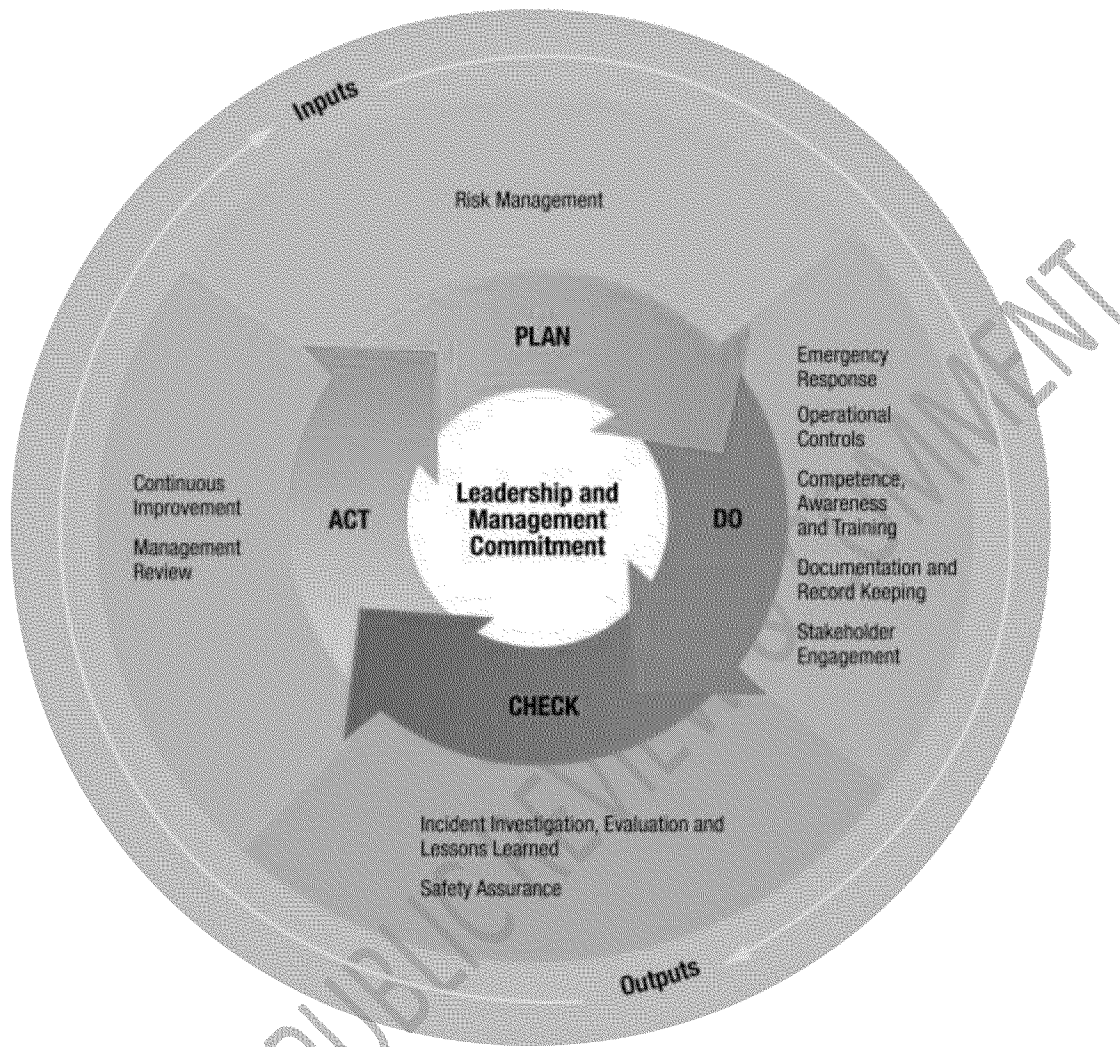 Inputs
Risk Management
PLAN
Emergency
Response
Operational
Controls
Competence,
Awareness
and Training
Documentation and
Record Keeping
Stakeholder
Engagement
DO
Leadership and
Management
Commitment
ACT
Continuous
Improvement
Management
Review
CHECK
Incident Investigation, Evaluation and
Lessons Learned
Safety Assurance
Outputs
PUBLIC